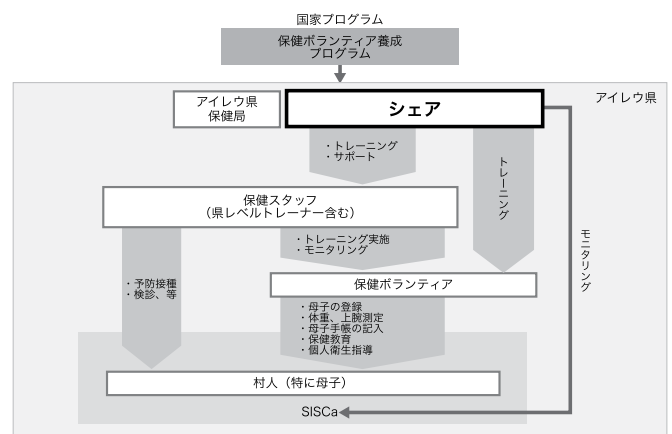 国家プログラム
保健ボランティア養成
プログラム
アイレウ県
アイレウ県
保健局
シェア
・トレーニング
・サポート
トレーニング
保健スタッフ
（県レベルトレーナー含む）
・トレーニング実施
・モニタリング
モニタリング
保健ボランティア
・予防接種
・検診、等
・母子の登録
・体重、上腕測定
・母子手帳の記入
・保健教育
・個人衛生指導
村人（特に母子）
SISCa